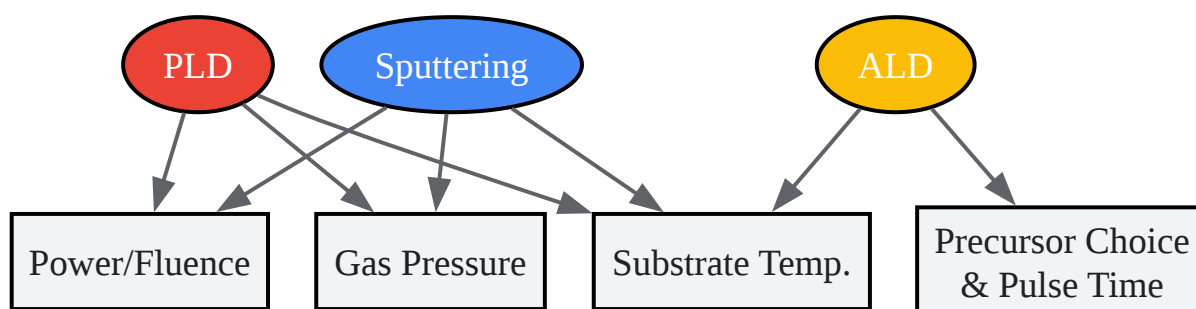 PLD
Sputtering
ALD
Power/Fluence
Gas Pressure
Substrate Temp.
Precursor Choice
& Pulse Time